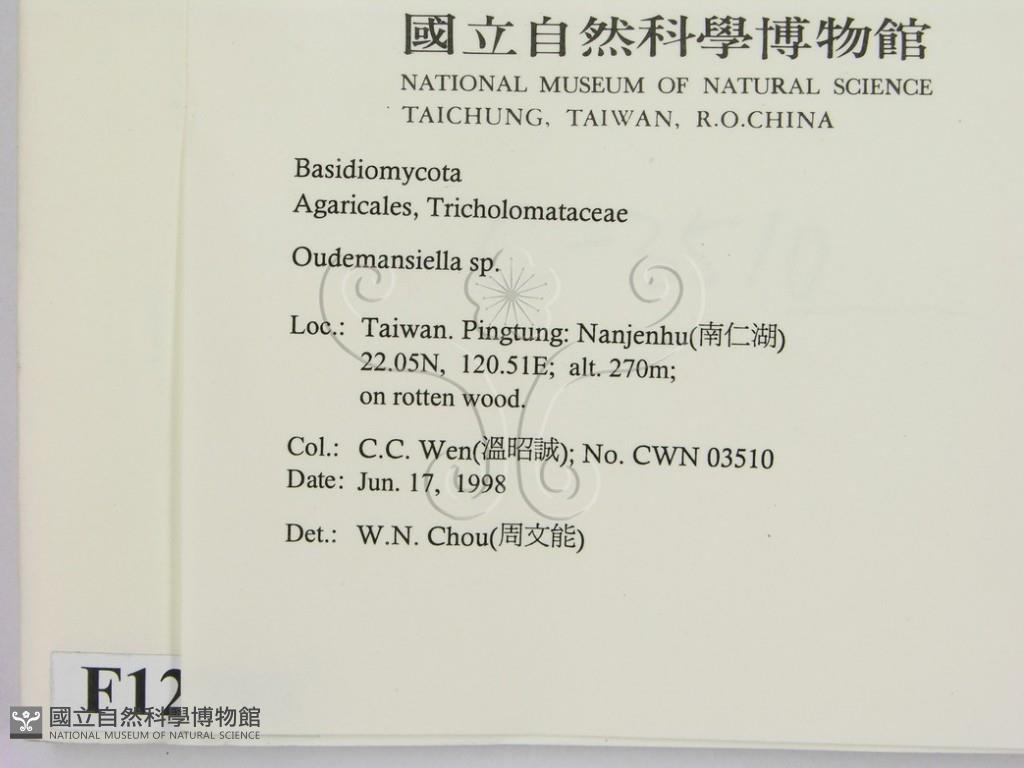 國立自然科學博物館
NATIONAL MUSEUM OF NATURAL SCIENCE
TAICHUNG, TAIWAN, R.O.CHINA
Basidiomycota
Agaricales, Tricholomataceae
Oudemansiella sp.
Loc.: Taiwan. Pingtung: Nanjenhu(南仁湖)
22.05N, 120.51E; alt. 270m;
on rotten wood.
Col.: C.C. Wen(溫昭誠); No. CWN 03510
Date: Jun. 17, 1998
Det.: W.N. Chou(周文能)
F12
國立自然科學博物館
NATIONAL MUSEUM OF NATURAL SCIENCE